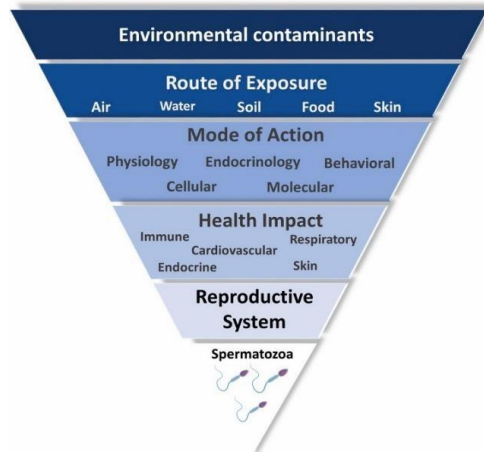 Environmental contaminants
Route of Exposure
Air Water Soil Food Skin
Mode of Action
Physiology Endocrinology Behavioral
Cellular Molecular
Health Impact
Immune Respiratory
Cardiovascular
Endocrine Skin
Reproductive
System
Spermatozoa